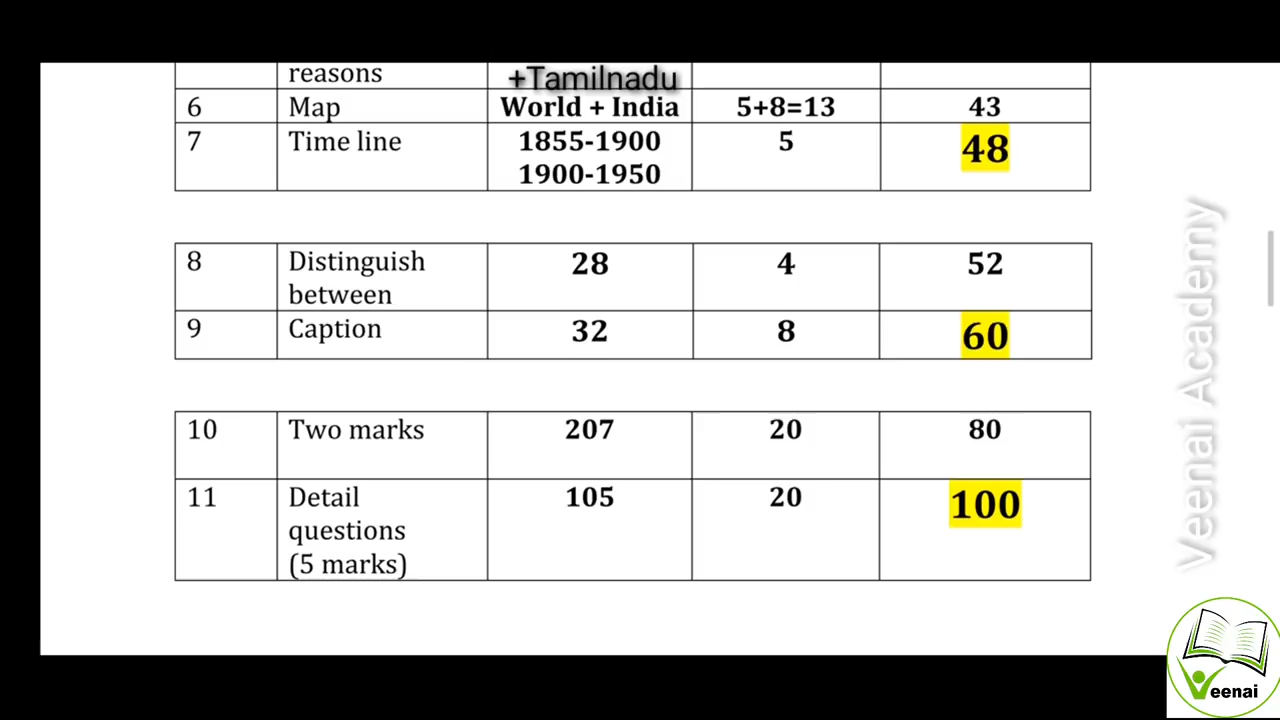 reasons
+Tamilnadu
6 Map World + India 5+8=13 43
7 Time line 1855-1900 5 48
1900-1950
8 Distinguish 28 4 52
between
9 Caption 32 8 60
10 Two marks 207 20 80
11 Detail 105 20 100
questions
(5 marks)
Veenai Academy
Veenai